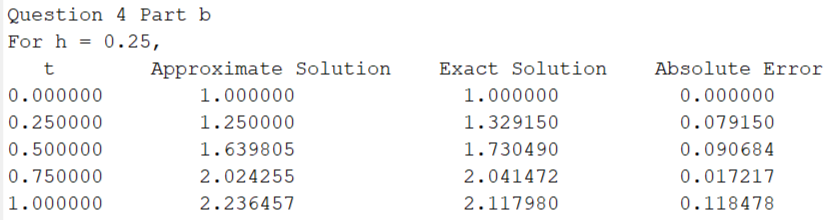 Question 4 Part b
For h = 0.25,
t Approximate Solution Exact Solution Absolute Error
0.000000 1.000000 1.000000 0.000000
0.250000 1.250000 1.329150 0.079150
0.500000 1.639805 1.730490 0.090684
0.750000 2.024255 2.041472 0.017217
1.000000 2.236457 2.117980 0.118478